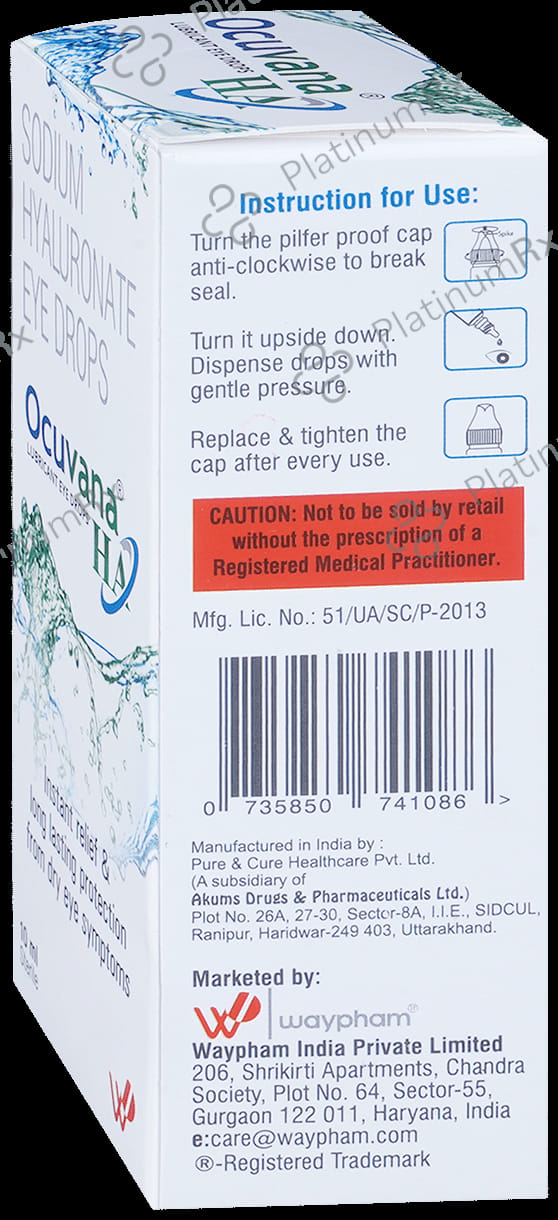 Ocuvana®
LUBRICANT EYE DROPS
HA
SODIUM
HYALURONATE
EYE DROPS
Ocuvana®
LUBRICANT EYE DROPS
HA
Instant relief &
long lasting protection
from dry eye symptoms
10 ml
Sterile
Instruction for Use:
Turn the pilfer proof cap
anti-clockwise to break
seal.
Spike
Turn it upside down.
Dispense drops with
gentle pressure.
Replace & tighten the
cap after every use.
CAUTION: Not to be sold by retail
without the prescription of a
Registered Medical Practitioner.
Mfg. Lic. No.: 51/UA/SC/P-2013
0 735850 741086 >
Manufactured in India by :
Pure & Cure Healthcare Pvt. Ltd.
(A subsidiary of
Akums Drugs & Pharmaceuticals Ltd.)
Plot No. 26A, 27-30, Sector-8A, I.I.E., SIDCUL,
Ranipur, Haridwar-249 403, Uttarakhand.
Marketed by:
waypham®
Waypham India Private Limited
206, Shrikirti Apartments, Chandra
Society, Plot No. 64, Sector-55,
Gurgaon 122 011, Haryana, India
e:care@waypham.com
®-Registered Trademark
PlatinumRx
PlatinumRx
PlatinumRx